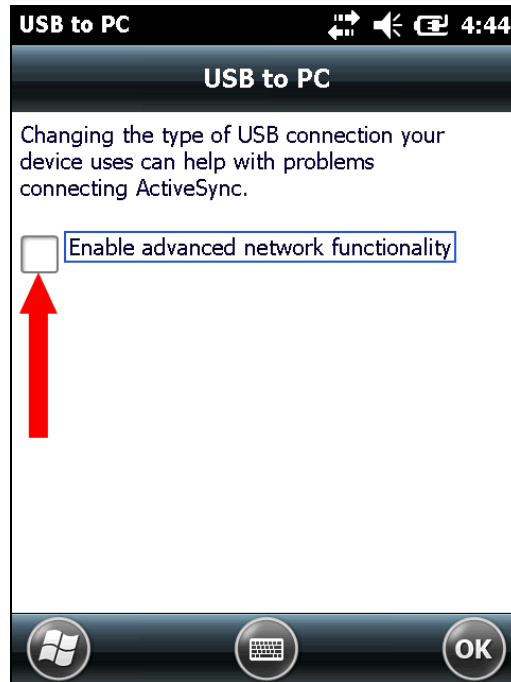 USB to PC 4:44
USB to PC
Changing the type of USB connection your
device uses can help with problems
connecting ActiveSync.
Enable advanced network functionality
OK